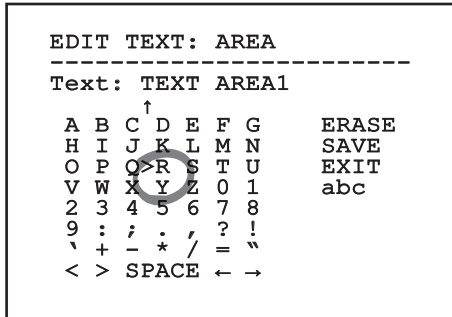 EDIT TEXT: AREA
------------------------
Text: TEXT AREA1
↑
A B C D E F G ERASE
H I J K L M N SAVE
O P Q>R S T U EXIT
V W X Y Z 0 1 abc
2 3 4 5 6 7 8
9 : ; . , ? !
‵ + - * / = ‶
< > SPACE ← →